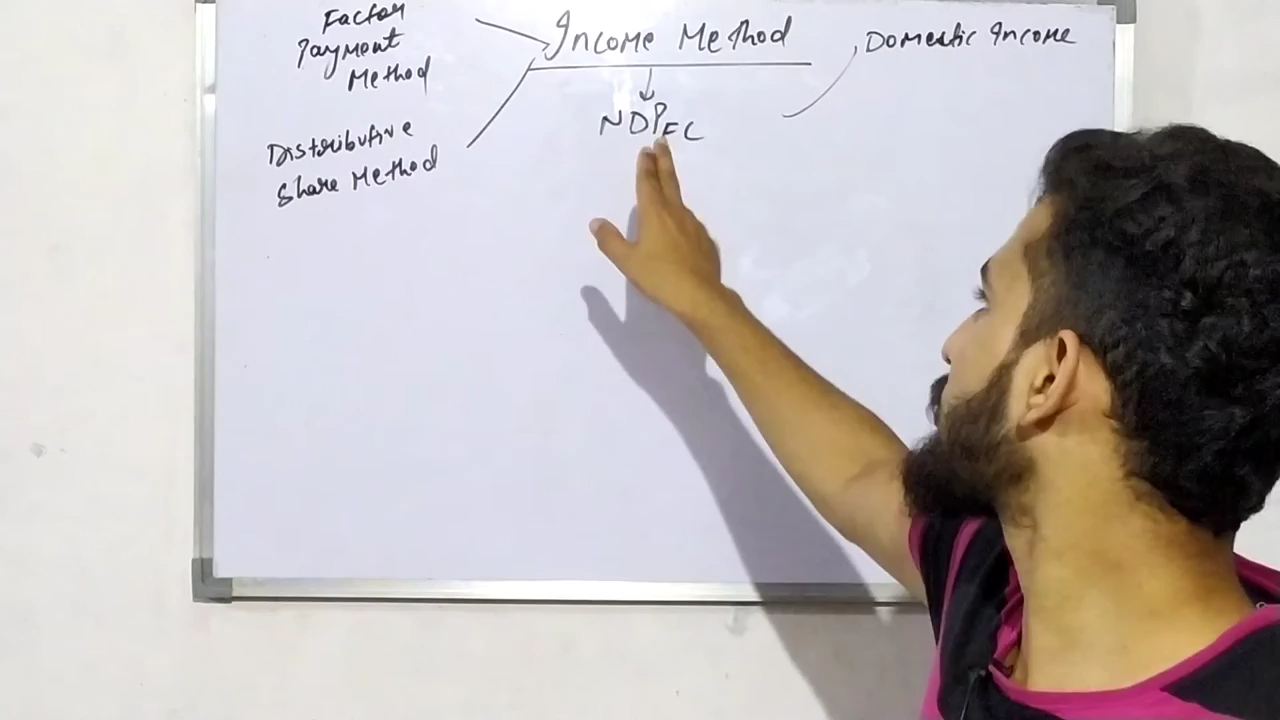 Factor
Payment
Method
Distributive
Share Method
Income Method
NDPFC
Domestic Income